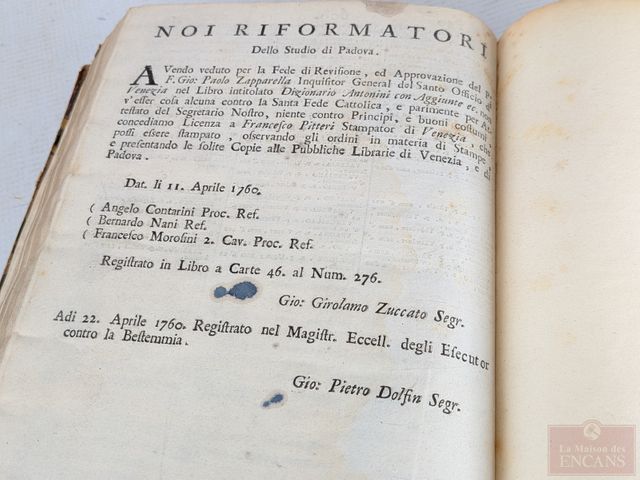 NOI RIFORMATORI
Dello Studio di Padova.
AVendo veduto per la Fede di Revisione, ed Approvazione del P.
F. Gio: Paolo Zapparella Inquisitor General del Santo Officio di
Venezia nel Libro intitolato Dizionario Antonini con Aggiunte ec. non
v'esser cosa alcuna contro la Santa Fede Cattolica, e parimente per At-
testato del Segretario Nostro, niente contro Principi, e buoni costumi
concediamo Licenza a Francesco Pitteri Stampator di Venezia, che
possi essere stampato, osservando gli ordini in materia di Stampe,
e presentando le solite Copie alle Pubbliche Librarie di Venezia, e di
Padova.
Dat. li 11. Aprile 1760.
( Angelo Contarini Proc. Ref.
( Bernardo Nani Ref.
( Francesco Morosini 2. Cav. Proc. Ref.
Registrato in Libro a Carte 46. al Num. 276.
Gio: Girolamo Zuccato Segr.
Adi 22. Aprile 1760. Registrato nel Magistr. Eccell. degli Esecutor
contro la Bestemmia.
Gio: Pietro Dolfin Segr.
La Maison des
ENCANS